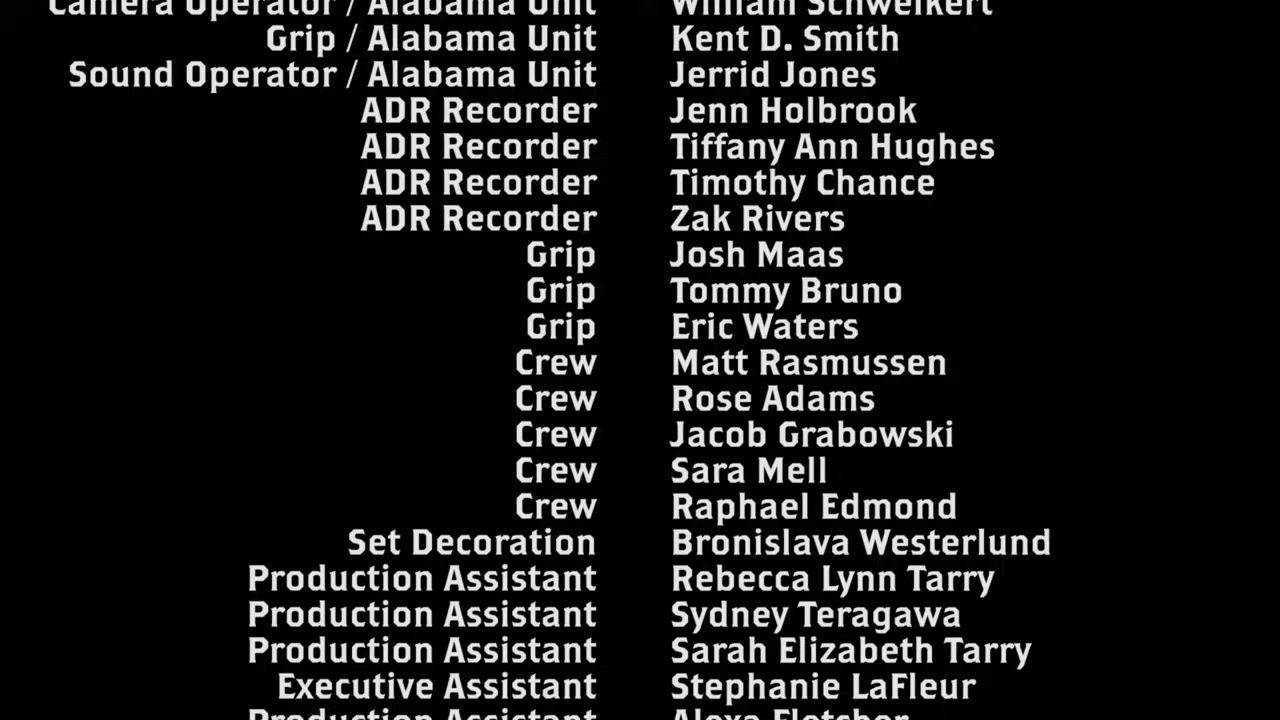 Camera Operator / Alabama Unit William Schweikert
Grip / Alabama Unit Kent D. Smith
Sound Operator / Alabama Unit Jerrid Jones
ADR Recorder Jenn Holbrook
ADR Recorder Tiffany Ann Hughes
ADR Recorder Timothy Chance
ADR Recorder Zak Rivers
Grip Josh Maas
Grip Tommy Bruno
Grip Eric Waters
Crew Matt Rasmussen
Crew Rose Adams
Crew Jacob Grabowski
Crew Sara Mell
Crew Raphael Edmond
Set Decoration Bronislava Westerlund
Production Assistant Rebecca Lynn Tarry
Production Assistant Sydney Teragawa
Production Assistant Sarah Elizabeth Tarry
Executive Assistant Stephanie LaFleur
Production Assistant Alexa Fletcher